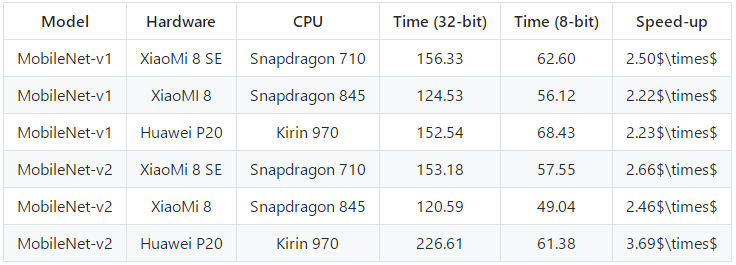 Model Hardware CPU Time (32-bit) Time (8-bit) Speed-up
MobileNet-v1 XiaoMi 8 SE Snapdragon 710 156.33 62.60 2.50$\times$
MobileNet-v1 XiaoMI 8 Snapdragon 845 124.53 56.12 2.22$\times$
MobileNet-v1 Huawei P20 Kirin 970 152.54 68.43 2.23$\times$
MobileNet-v2 XiaoMi 8 SE Snapdragon 710 153.18 57.55 2.66$\times$
MobileNet-v2 XiaoMi 8 Snapdragon 845 120.59 49.04 2.46$\times$
MobileNet-v2 Huawei P20 Kirin 970 226.61 61.38 3.69$\times$